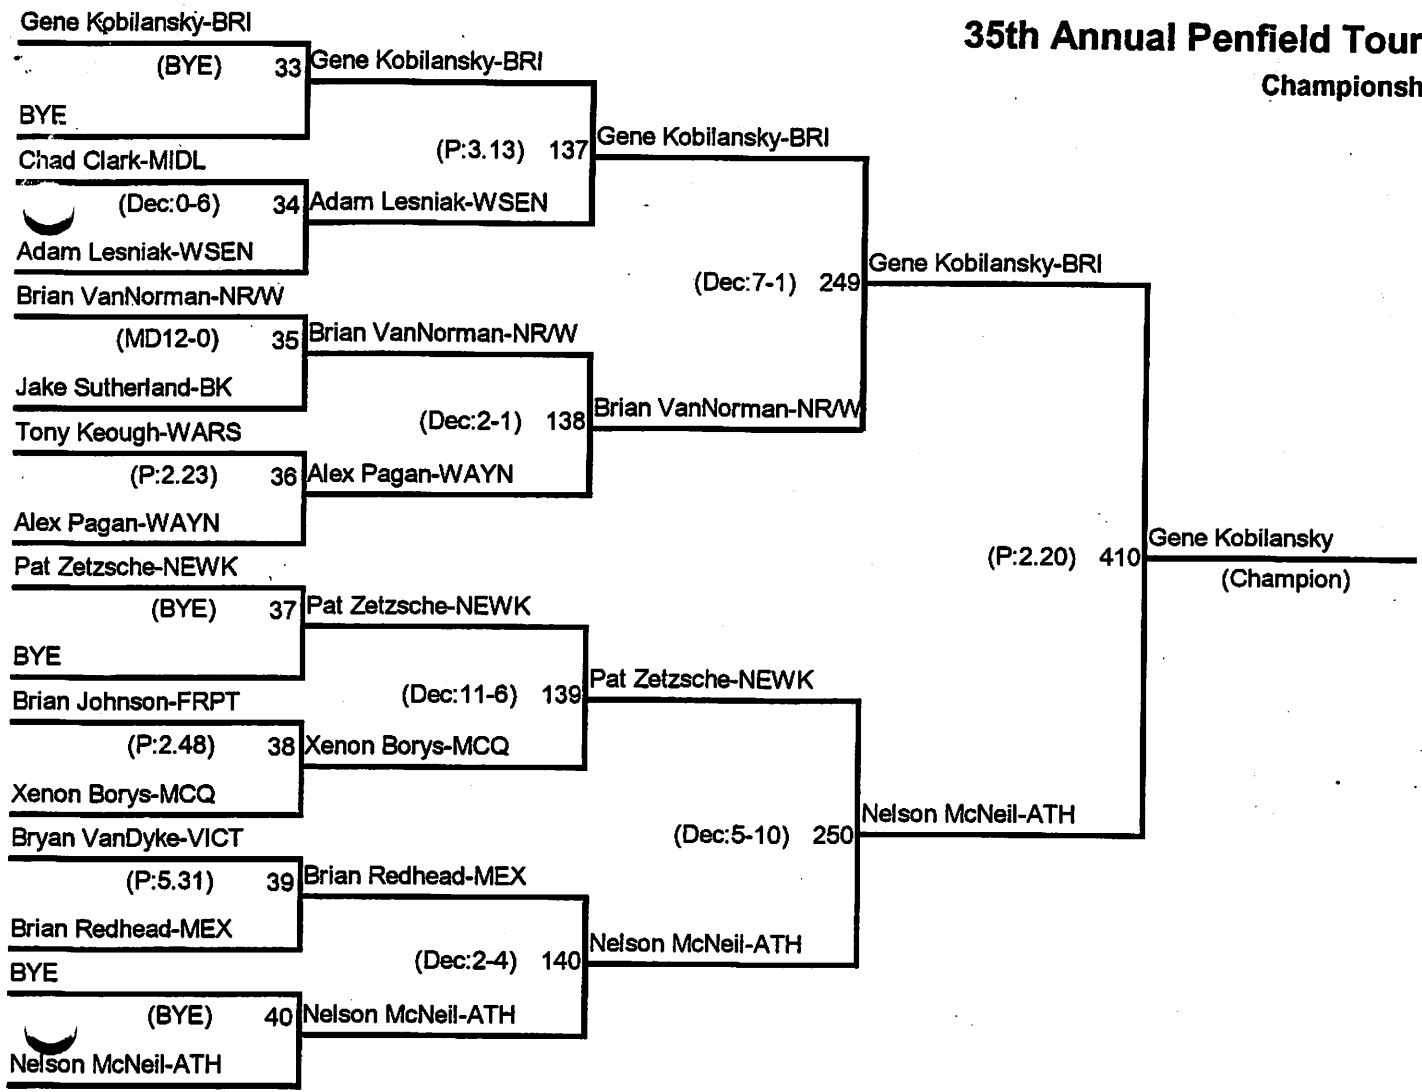 35th Annual Penfield Tour
Championsh
Gene Kobilansky-BRI
(BYE) 33
BYE
Gene Kobilansky-BRI
Chad Clark-MIDL
(Dec:0-6) 34
Adam Lesniak-WSEN
Adam Lesniak-WSEN
(P:3.13) 137
Gene Kobilansky-BRI
Brian VanNorman-NR/W
(MD12-0) 35
Jake Sutherland-BK
Brian VanNorman-NR/W
Tony Keough-WARS
(P:2.23) 36
Alex Pagan-WAYN
Alex Pagan-WAYN
(Dec:2-1) 138
Brian VanNorman-NR/W
(Dec:7-1) 249
Gene Kobilansky-BRI
Pat Zetzsche-NEWK
(BYE) 37
BYE
Pat Zetzsche-NEWK
Brian Johnson-FRPT
(P:2.48) 38
Xenon Borys-MCQ
Xenon Borys-MCQ
(Dec:11-6) 139
Pat Zetzsche-NEWK
Bryan VanDyke-VICT
(P:5.31) 39
Brian Redhead-MEX
Brian Redhead-MEX
BYE
(BYE) 40
Nelson McNeil-ATH
Nelson McNeil-ATH
(Dec:2-4) 140
Nelson McNeil-ATH
(Dec:5-10) 250
Nelson McNeil-ATH
(P:2.20) 410
Gene Kobilansky
(Champion)